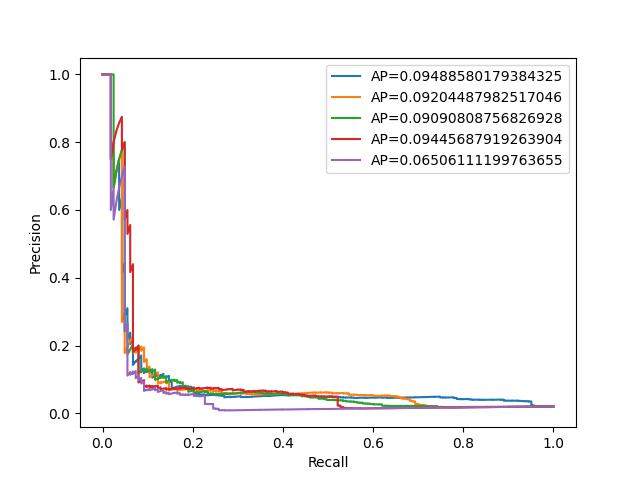 AP=0.09488580179384325
AP=0.09204487982517046
AP=0.09090808756826928
AP=0.09445687919263904
AP=0.06506111199763655
1.0
0.8
0.6
0.4
0.2
0.0
Precision
0.0 0.2 0.4 0.6 0.8 1.0
Recall